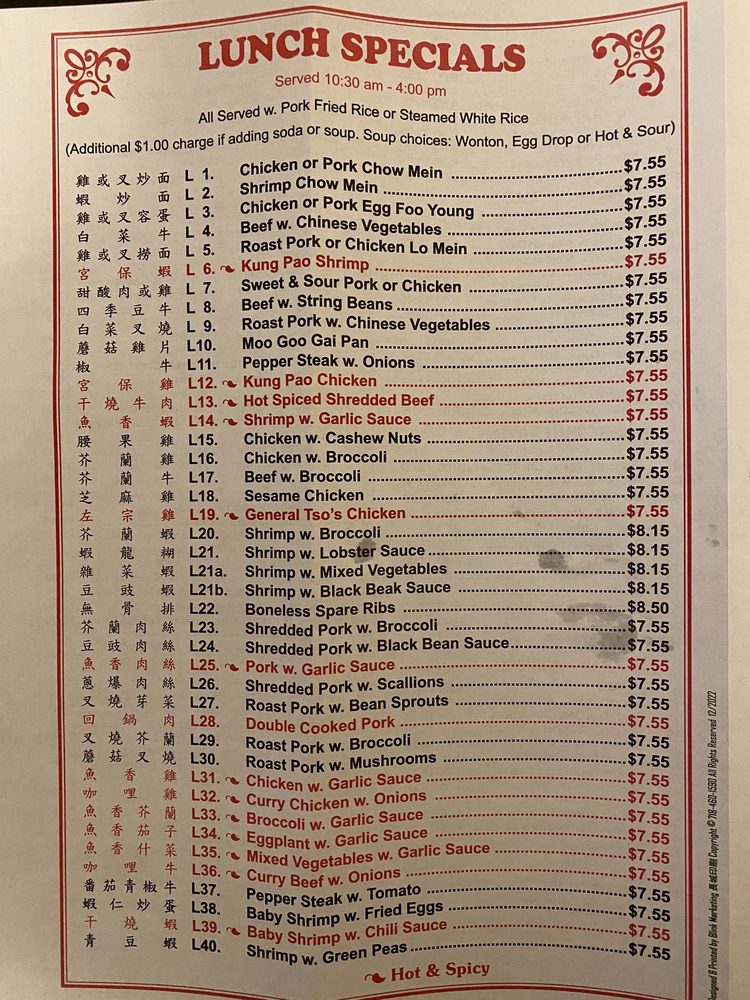 LUNCH SPECIALS
Served 10:30 am - 4:00 pm
All Served w. Pork Fried Rice or Steamed White Rice
(Additional $1.00 charge if adding soda or soup. Soup choices: Wonton, Egg Drop or Hot & Sour)
雞或叉炒面 L 1. Chicken or Pork Chow Mein $7.55
蝦炒面 L 2. Shrimp Chow Mein $7.55
雞或叉容蛋 L 3. Chicken or Pork Egg Foo Young $7.55
白菜牛 L 4. Beef w. Chinese Vegetables $7.55
雞或叉撈面 L 5. Roast Pork or Chicken Lo Mein $7.55
宮保蝦 L 6. Kung Pao Shrimp $7.55
甜酸肉或雞 L 7. Sweet & Sour Pork or Chicken $7.55
四季豆牛 L 8. Beef w. String Beans $7.55
白菜叉燒 L 9. Roast Pork w. Chinese Vegetables $7.55
蘑菇雞片 L10. Moo Goo Gai Pan $7.55
椒牛 L11. Pepper Steak w. Onions $7.55
宮保雞 L12. Kung Pao Chicken $7.55
干燒牛肉 L13. Hot Spiced Shredded Beef $7.55
魚香蝦 L14. Shrimp w. Garlic Sauce $7.55
腰果雞 L15. Chicken w. Cashew Nuts $7.55
芥蘭雞 L16. Chicken w. Broccoli $7.55
芥蘭牛 L17. Beef w. Broccoli $7.55
芝麻雞 L18. Sesame Chicken $7.55
左宗雞 L19. General Tso's Chicken $7.55
芥蘭蝦 L20. Shrimp w. Broccoli $8.15
蝦龍糊 L21. Shrimp w. Lobster Sauce $8.15
雜菜蝦 L21a. Shrimp w. Mixed Vegetables $8.15
豆豉蝦 L21b. Shrimp w. Black Beak Sauce $8.15
無骨排 L22. Boneless Spare Ribs $8.50
芥蘭肉絲 L23. Shredded Pork w. Broccoli $7.55
豆豉肉絲 L24. Shredded Pork w. Black Bean Sauce $7.55
魚香肉絲 L25. Pork w. Garlic Sauce $7.55
蔥爆肉絲 L26. Shredded Pork w. Scallions $7.55
叉燒芽菜 L27. Roast Pork w. Bean Sprouts $7.55
回鍋肉 L28. Double Cooked Pork $7.55
叉燒芥蘭 L29. Roast Pork w. Broccoli $7.55
蘑菇叉燒 L30. Roast Pork w. Mushrooms $7.55
魚香雞 L31. Chicken w. Garlic Sauce $7.55
咖哩雞 L32. Curry Chicken w. Onions $7.55
魚香芥蘭 L33. Broccoli w. Garlic Sauce $7.55
魚香茄子 L34. Eggplant w. Garlic Sauce $7.55
魚香什菜 L35. Mixed Vegetables w. Garlic Sauce $7.55
咖哩牛 L36. Curry Beef w. Onions $7.55
番茄青椒牛 L37. Pepper Steak w. Tomato $7.55
蝦仁炒蛋 L38. Baby Shrimp w. Fried Eggs $7.55
干燒蝦 L39. Baby Shrimp w. Chili Sauce $7.55
青豆蝦 L40. Shrimp w. Green Peas $7.55
Hot & Spicy
Designed & Printed by Blink Marketing 長城印刷 Copyright © 718-460-1590 All Rights Reserved 12/2022